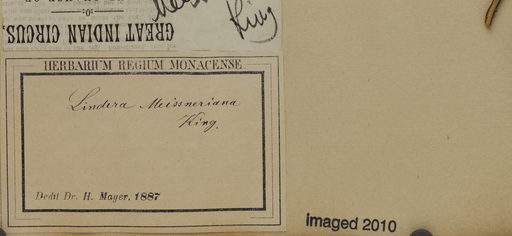 King
GREAT INDIAN CIRCUS,
HERBARIUM REGIUM MONACENSE
Lindera Meissneriana
King.
Dedit Dr. H. Mayer, 1887
imaged 2010